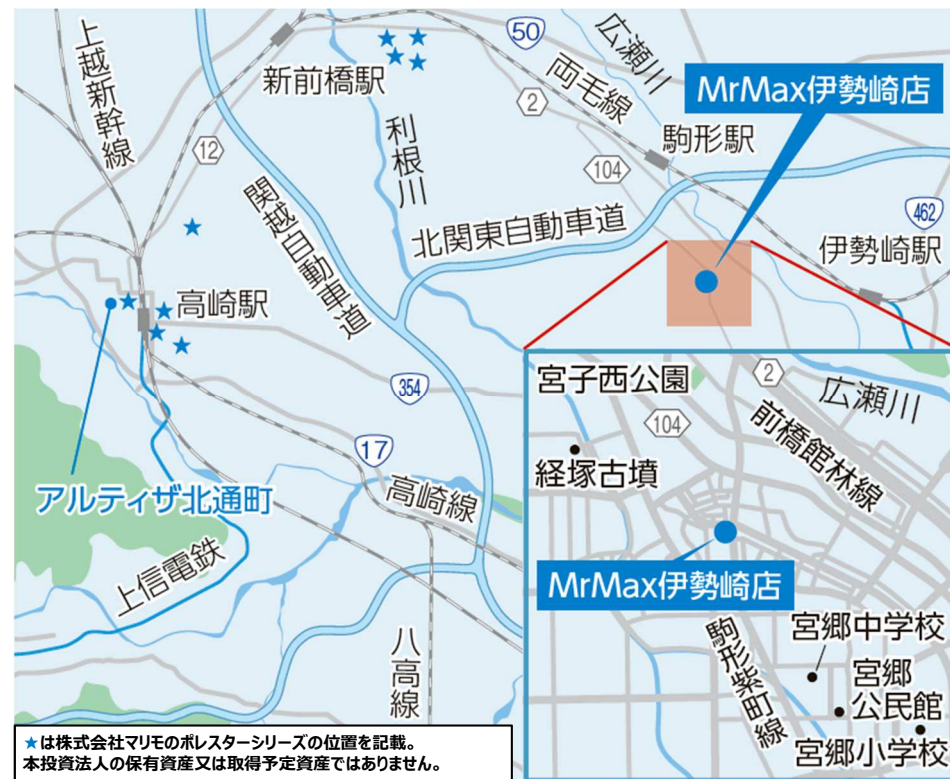 上越新幹線
新前橋駅
50
広瀬川
両毛線
2
MrMax伊勢崎店
駒形駅
利根川
12
関越自動車道
104
北関東自動車道
462
伊勢崎駅
高崎駅
354
17
高崎線
アルティザ北通町
上信電鉄
八高線
宮子西公園
2
広瀬川
104
前橋館林線
経塚古墳
MrMax伊勢崎店
駒形紫町線
宮郷中学校
宮郷
公民館
宮郷小学校
★は株式会社マリモのポレスターシリーズの位置を記載。
本投資法人の保有資産又は取得予定資産ではありません。